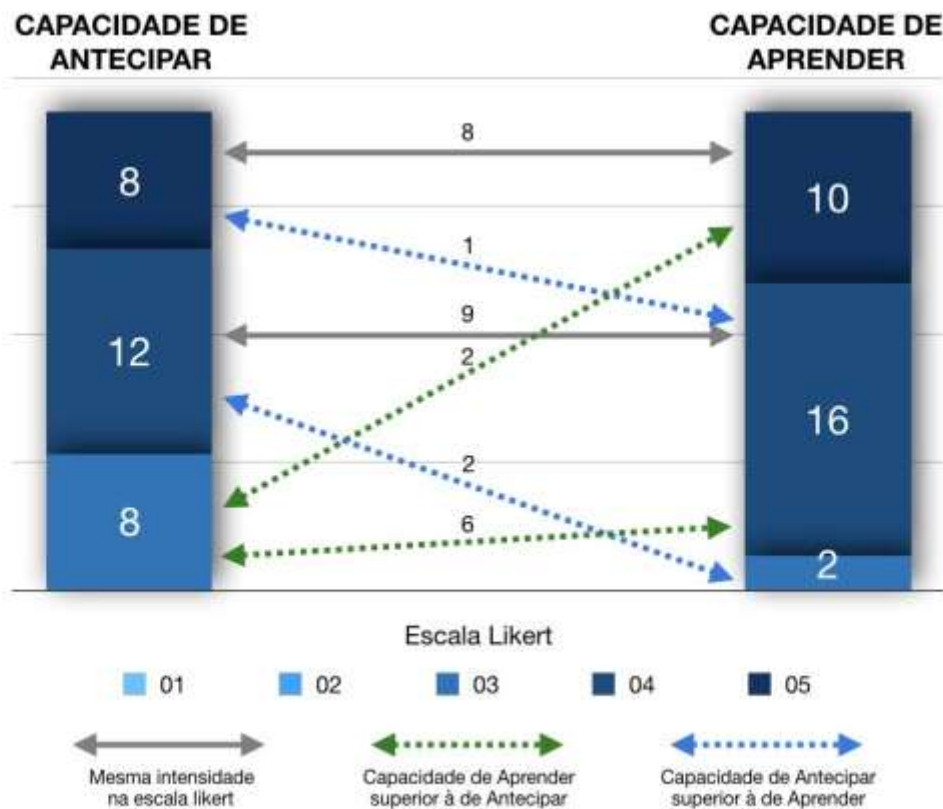 CAPACIDADE DE
ANTECIPAR
CAPACIDADE DE
APRENDER
8
8
10
1
9
12
2
16
2
8
6
2
Escala Likert
01 02 03 04 05
Mesma intensidade
na escala likert
Capacidade de Aprender
superior à de Antecipar
Capacidade de Antecipar
superior à de Aprender